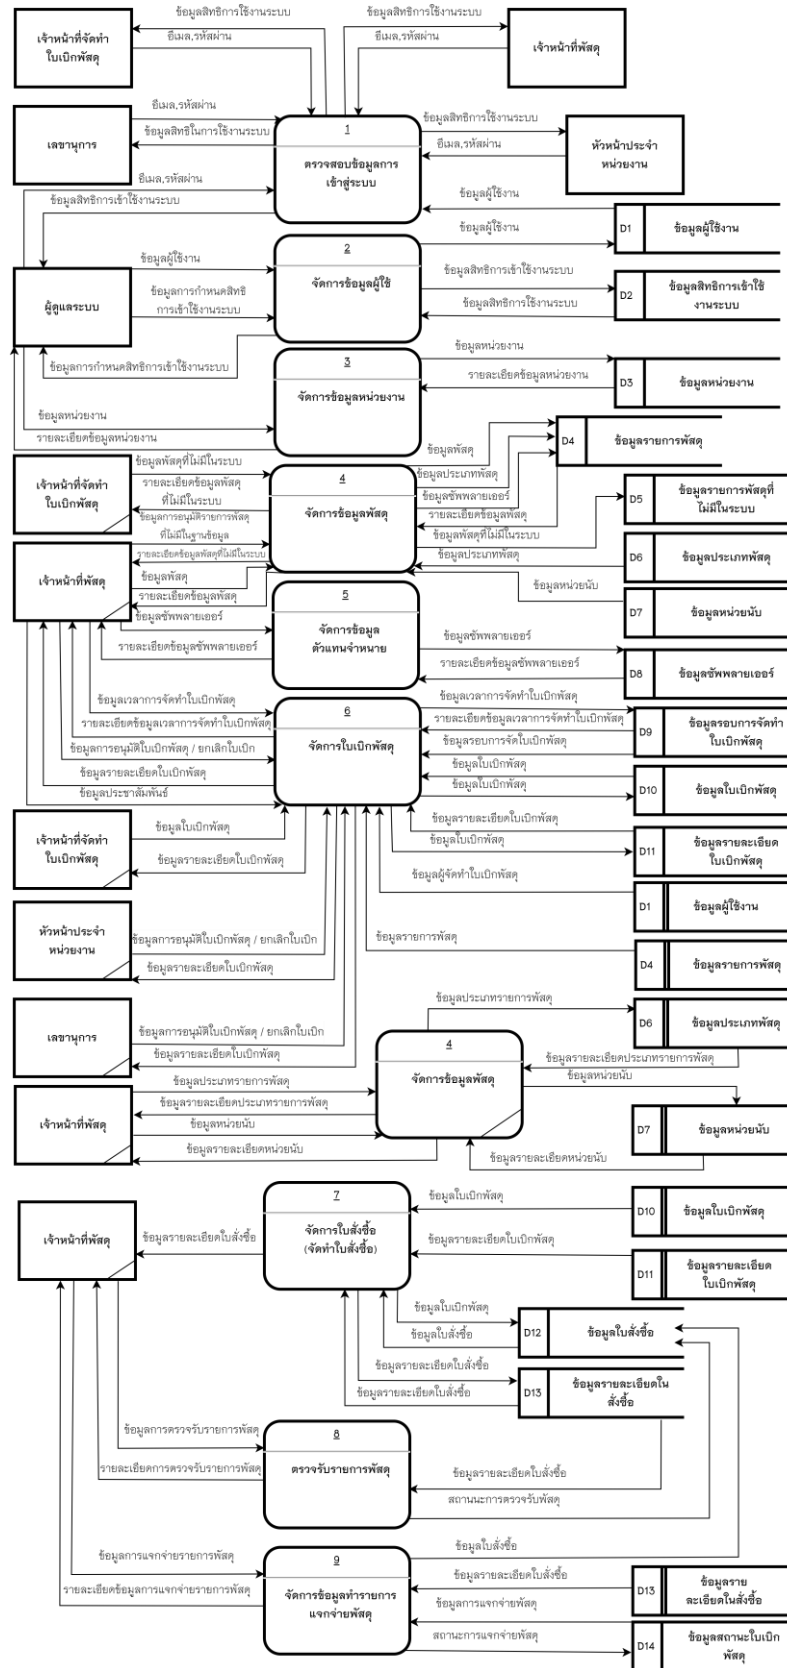 ข้อมูลสิทธิการใช้งานระบบ
เจ้าหน้าที่จัดทำ
ใบเบิกพัสดุ
อีเมล,รหัสผ่าน
ข้อมูลสิทธิการใช้งานระบบ
อีเมล,รหัสผ่าน
เจ้าหน้าที่พัสดุ
อีเมล,รหัสผ่าน
เลขานุการ
ข้อมูลสิทธิในการใช้งานระบบ
1
ตรวจสอบข้อมูลการ
เข้าสู่ระบบ
ข้อมูลสิทธิการใช้งานระบบ
อีเมล,รหัสผ่าน
หัวหน้าประจำ
หน่วยงาน
อีเมล,รหัสผ่าน
ข้อมูลสิทธิการเข้าใช้งานระบบ
ข้อมูลผู้ใช้งาน
D1
ข้อมูลผู้ใช้งาน
ข้อมูลผู้ใช้งาน
2
จัดการข้อมูลผู้ใช้
ข้อมูลผู้ใช้งาน
ผู้ดูแลระบบ
ข้อมูลการกำหนดสิทธิ
การเข้าใช้งานระบบ
ข้อมูลสิทธิการเข้าใช้งานระบบ
ข้อมูลสิทธิการใช้งานระบบ
D2
ข้อมูลสิทธิการเข้าใช้
งานระบบ
ข้อมูลการกำหนดสิทธิการเข้าใช้งานระบบ
3
จัดการข้อมูลหน่วยงาน
ข้อมูลหน่วยงาน
รายละเอียดข้อมูลหน่วยงาน
D3
ข้อมูลหน่วยงาน
ข้อมูลหน่วยงาน
รายละเอียดข้อมูลหน่วยงาน
เจ้าหน้าที่จัดทำ
ใบเบิกพัสดุ
ข้อมูลพัสดุที่ไม่มีในระบบ
รายละเอียดข้อมูลพัสดุ
ที่ไม่มีในระบบ
4
จัดการข้อมูลพัสดุ
ข้อมูลพัสดุ
ข้อมูลประเภทพัสดุ
ข้อมูลซัพพลายเออร์
รายละเอียดข้อมูลพัสดุ
ข้อมูลพัสดุที่ไม่มีในระบบ
ข้อมูลประเภทพัสดุ
D4
ข้อมูลรายการพัสดุ
D5
ข้อมูลรายการพัสดุที่
ไม่มีในระบบ
ข้อมูลการอนุมัติรายการพัสดุ
ที่ไม่มีในฐานข้อมูล
รายละเอียดข้อมูลพัสดุที่ไม่มีในระบบ
เจ้าหน้าที่พัสดุ
ข้อมูลพัสดุ
รายละเอียดข้อมูลพัสดุ
D6
ข้อมูลประเภทพัสดุ
ข้อมูลหน่วยนับ
D7
ข้อมูลหน่วยนับ
ข้อมูลซัพพลายเออร์
รายละเอียดข้อมูลซัพพลายเออร์
5
จัดการข้อมูล
ตัวแทนจำหน่าย
ข้อมูลซัพพลายเออร์
รายละเอียดข้อมูลซัพพลายเออร์
D8
ข้อมูลซัพพลายเออร์
ข้อมูลเวลาการจัดทำใบเบิกพัสดุ
รายละเอียดข้อมูลเวลาการจัดทำใบเบิกพัสดุ
ข้อมูลการอนุมัติใบเบิกพัสดุ / ยกเลิกใบเบิก
ข้อมูลรายละเอียดใบเบิกพัสดุ
ข้อมูลประชาสัมพันธ์
6
จัดการใบเบิกพัสดุ
ข้อมูลเวลาการจัดทำใบเบิกพัสดุ
รายละเอียดข้อมูลเวลาการจัดทำใบเบิกพัสดุ
ข้อมูลรอบการจัดใบเบิกพัสดุ
D9
ข้อมูลรอบการจัดทำ
ใบเบิกพัสดุ
ข้อมูลใบเบิกพัสดุ
ข้อมูลใบเบิกพัสดุ
D10
ข้อมูลใบเบิกพัสดุ
เจ้าหน้าที่จัดทำ
ใบเบิกพัสดุ
ข้อมูลใบเบิกพัสดุ
ข้อมูลรายละเอียดใบเบิกพัสดุ
ข้อมูลรายละเอียดใบเบิกพัสดุ
ข้อมูลใบเบิกพัสดุ
D11
ข้อมูลรายละเอียด
ใบเบิกพัสดุ
ข้อมูลผู้จัดทำใบเบิกพัสดุ
D1
ข้อมูลผู้ใช้งาน
หัวหน้าประจำ
หน่วยงาน
ข้อมูลการอนุมัติใบเบิกพัสดุ / ยกเลิกใบเบิก
ข้อมูลรายละเอียดใบเบิกพัสดุ
ข้อมูลรายการพัสดุ
D4
ข้อมูลรายการพัสดุ
เลขานุการ
ข้อมูลการอนุมัติใบเบิกพัสดุ / ยกเลิกใบเบิก
ข้อมูลรายละเอียดใบเบิกพัสดุ
ข้อมูลประเภทรายการพัสดุ
D6
ข้อมูลประเภทพัสดุ
4
จัดการข้อมูลพัสดุ
ข้อมูลรายละเอียดประเภทรายการพัสดุ
ข้อมูลหน่วยนับ
เจ้าหน้าที่พัสดุ
ข้อมูลประเภทรายการพัสดุ
ข้อมูลรายละเอียดประเภทรายการพัสดุ
ข้อมูลหน่วยนับ
ข้อมูลรายละเอียดหน่วยนับ
D7
ข้อมูลหน่วยนับ
ข้อมูลรายละเอียดหน่วยนับ
เจ้าหน้าที่พัสดุ
ข้อมูลรายละเอียดใบสั่งซื้อ
7
จัดการใบสั่งซื้อ
(จัดทำใบสั่งซื้อ)
ข้อมูลใบเบิกพัสดุ
D10
ข้อมูลใบเบิกพัสดุ
ข้อมูลรายละเอียดใบเบิกพัสดุ
D11
ข้อมูลรายละเอียด
ใบเบิกพัสดุ
ข้อมูลใบเบิกพัสดุ
ข้อมูลใบสั่งซื้อ
D12
ข้อมูลใบสั่งซื้อ
ข้อมูลรายละเอียดใบสั่งซื้อ
ข้อมูลรายละเอียดใบสั่งซื้อ
D13
ข้อมูลรายละเอียดใน
สั่งซื้อ
ข้อมูลการตรวจรับรายการพัสดุ
รายละเอียดการตรวจรับรายการพัสดุ
8
ตรวจรับรายการพัสดุ
ข้อมูลรายละเอียดใบสั่งซื้อ
สถานนะการตรวจรับพัสดุ
ข้อมูลการแจกจ่ายรายการพัสดุ
รายละเอียดข้อมูลการแจกจ่ายรายการพัสดุ
9
จัดการข้อมูลทำรายการ
แจกจ่ายพัสดุ
ข้อมูลใบสั่งซื้อ
ข้อมูลรายละเอียดใบสั่งซื้อ
ข้อมูลการแจกจ่ายพัสดุ
สถานะการแจกจ่ายพัสดุ
D13
ข้อมูลราย
ละเอียดในสั่งซื้อ
D14
ข้อมูลสถานะใบเบิก
พัสดุ